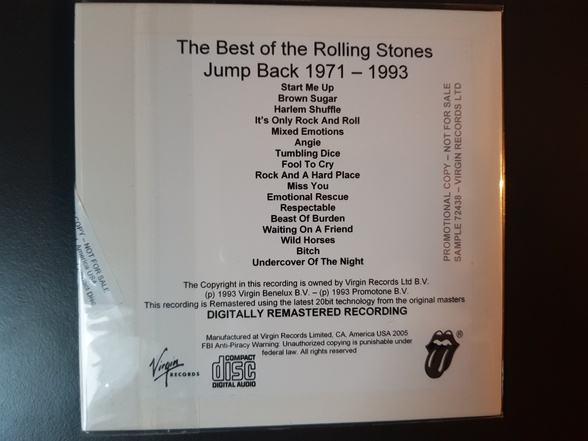 The Best of the Rolling Stones
Jump Back 1971 – 1993
Start Me Up
Brown Sugar
Harlem Shuffle
It's Only Rock And Roll
Mixed Emotions
Angie
Tumbling Dice
Fool To Cry
Rock And A Hard Place
Miss You
Emotional Rescue
Respectable
Beast Of Burden
Waiting On A Friend
Wild Horses
Bitch
Undercover Of The Night
PROMOTIONAL COPY – NOT FOR SALE
SAMPLE 72438 – VIRGIN RECORDS LTD
COPY - NOT FOR SALE
America USA
The Copyright in this recording is owned by Virgin Records Ltd B.V.
(p) 1993 Virgin Benelux B.V. – (p) 1993 Promotone B.V.
This recording is Remastered using the latest 20bit technology from the original masters
DIGITALLY REMASTERED RECORDING
Manufactured at Virgin Records Limited, CA, America USA 2005
FBI Anti-Piracy Warning: Unauthorized copying is punishable under
federal law. All rights reserved
Virgin
RECORDS
COMPACT
disc
DIGITAL AUDIO
®